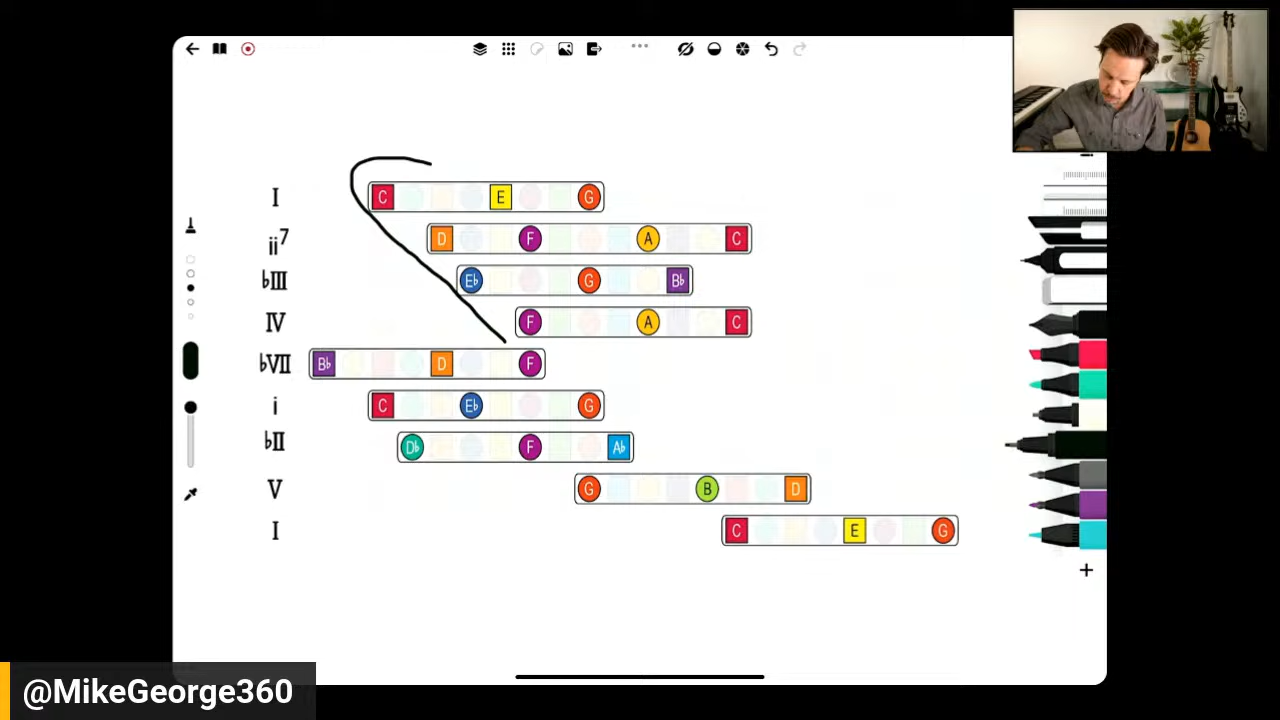 I C E G
ii7 D F A C
♭III E♭ G B♭
IV F A C
♭VII B♭ D F
i C E♭ G
♭II D♭ F A♭
V G B D
I C E G
@MikeGeorge360